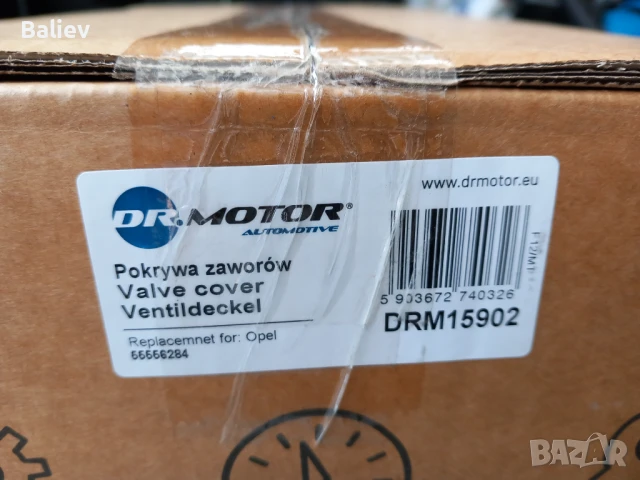 Baliev
DR.MOTOR®
AUTOMOTIVE
www.drmotor.eu
Pokrywa zaworów
Valve cover
Ventildeckel
Replacemnet for: Opel
55556284
5 903672 740326
DRM15902
BAZAR